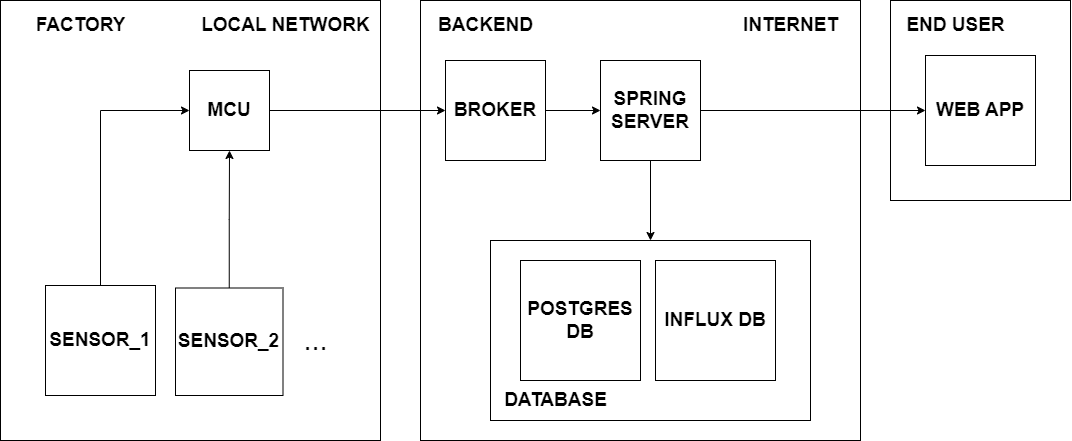 FACTORY
LOCAL NETWORK
MCU
SENSOR_1
SENSOR_2
...
BACKEND
INTERNET
BROKER
SPRING
SERVER
POSTGRES
DB
INFLUX DB
DATABASE
END USER
WEB APP